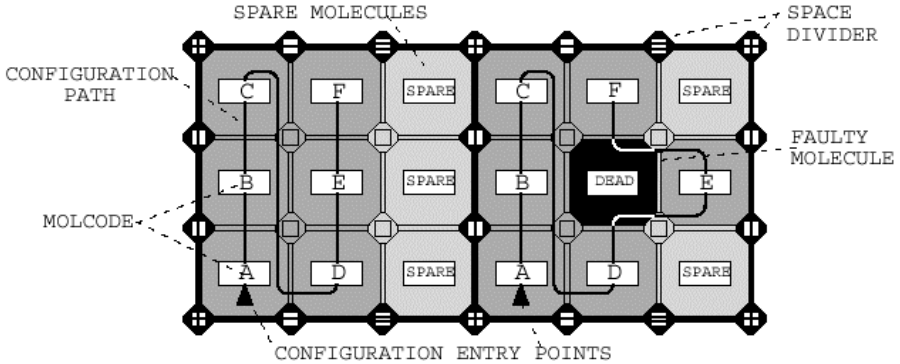 SPARE MOLECULES
SPACE
DIVIDER
CONFIGURATION
PATH
C F SPARE C F SPARE
FAULTY
MOLECULE
B E SPARE B DEAD E
MOLCODE
A D SPARE A D SPARE
CONFIGURATION ENTRY POINTS